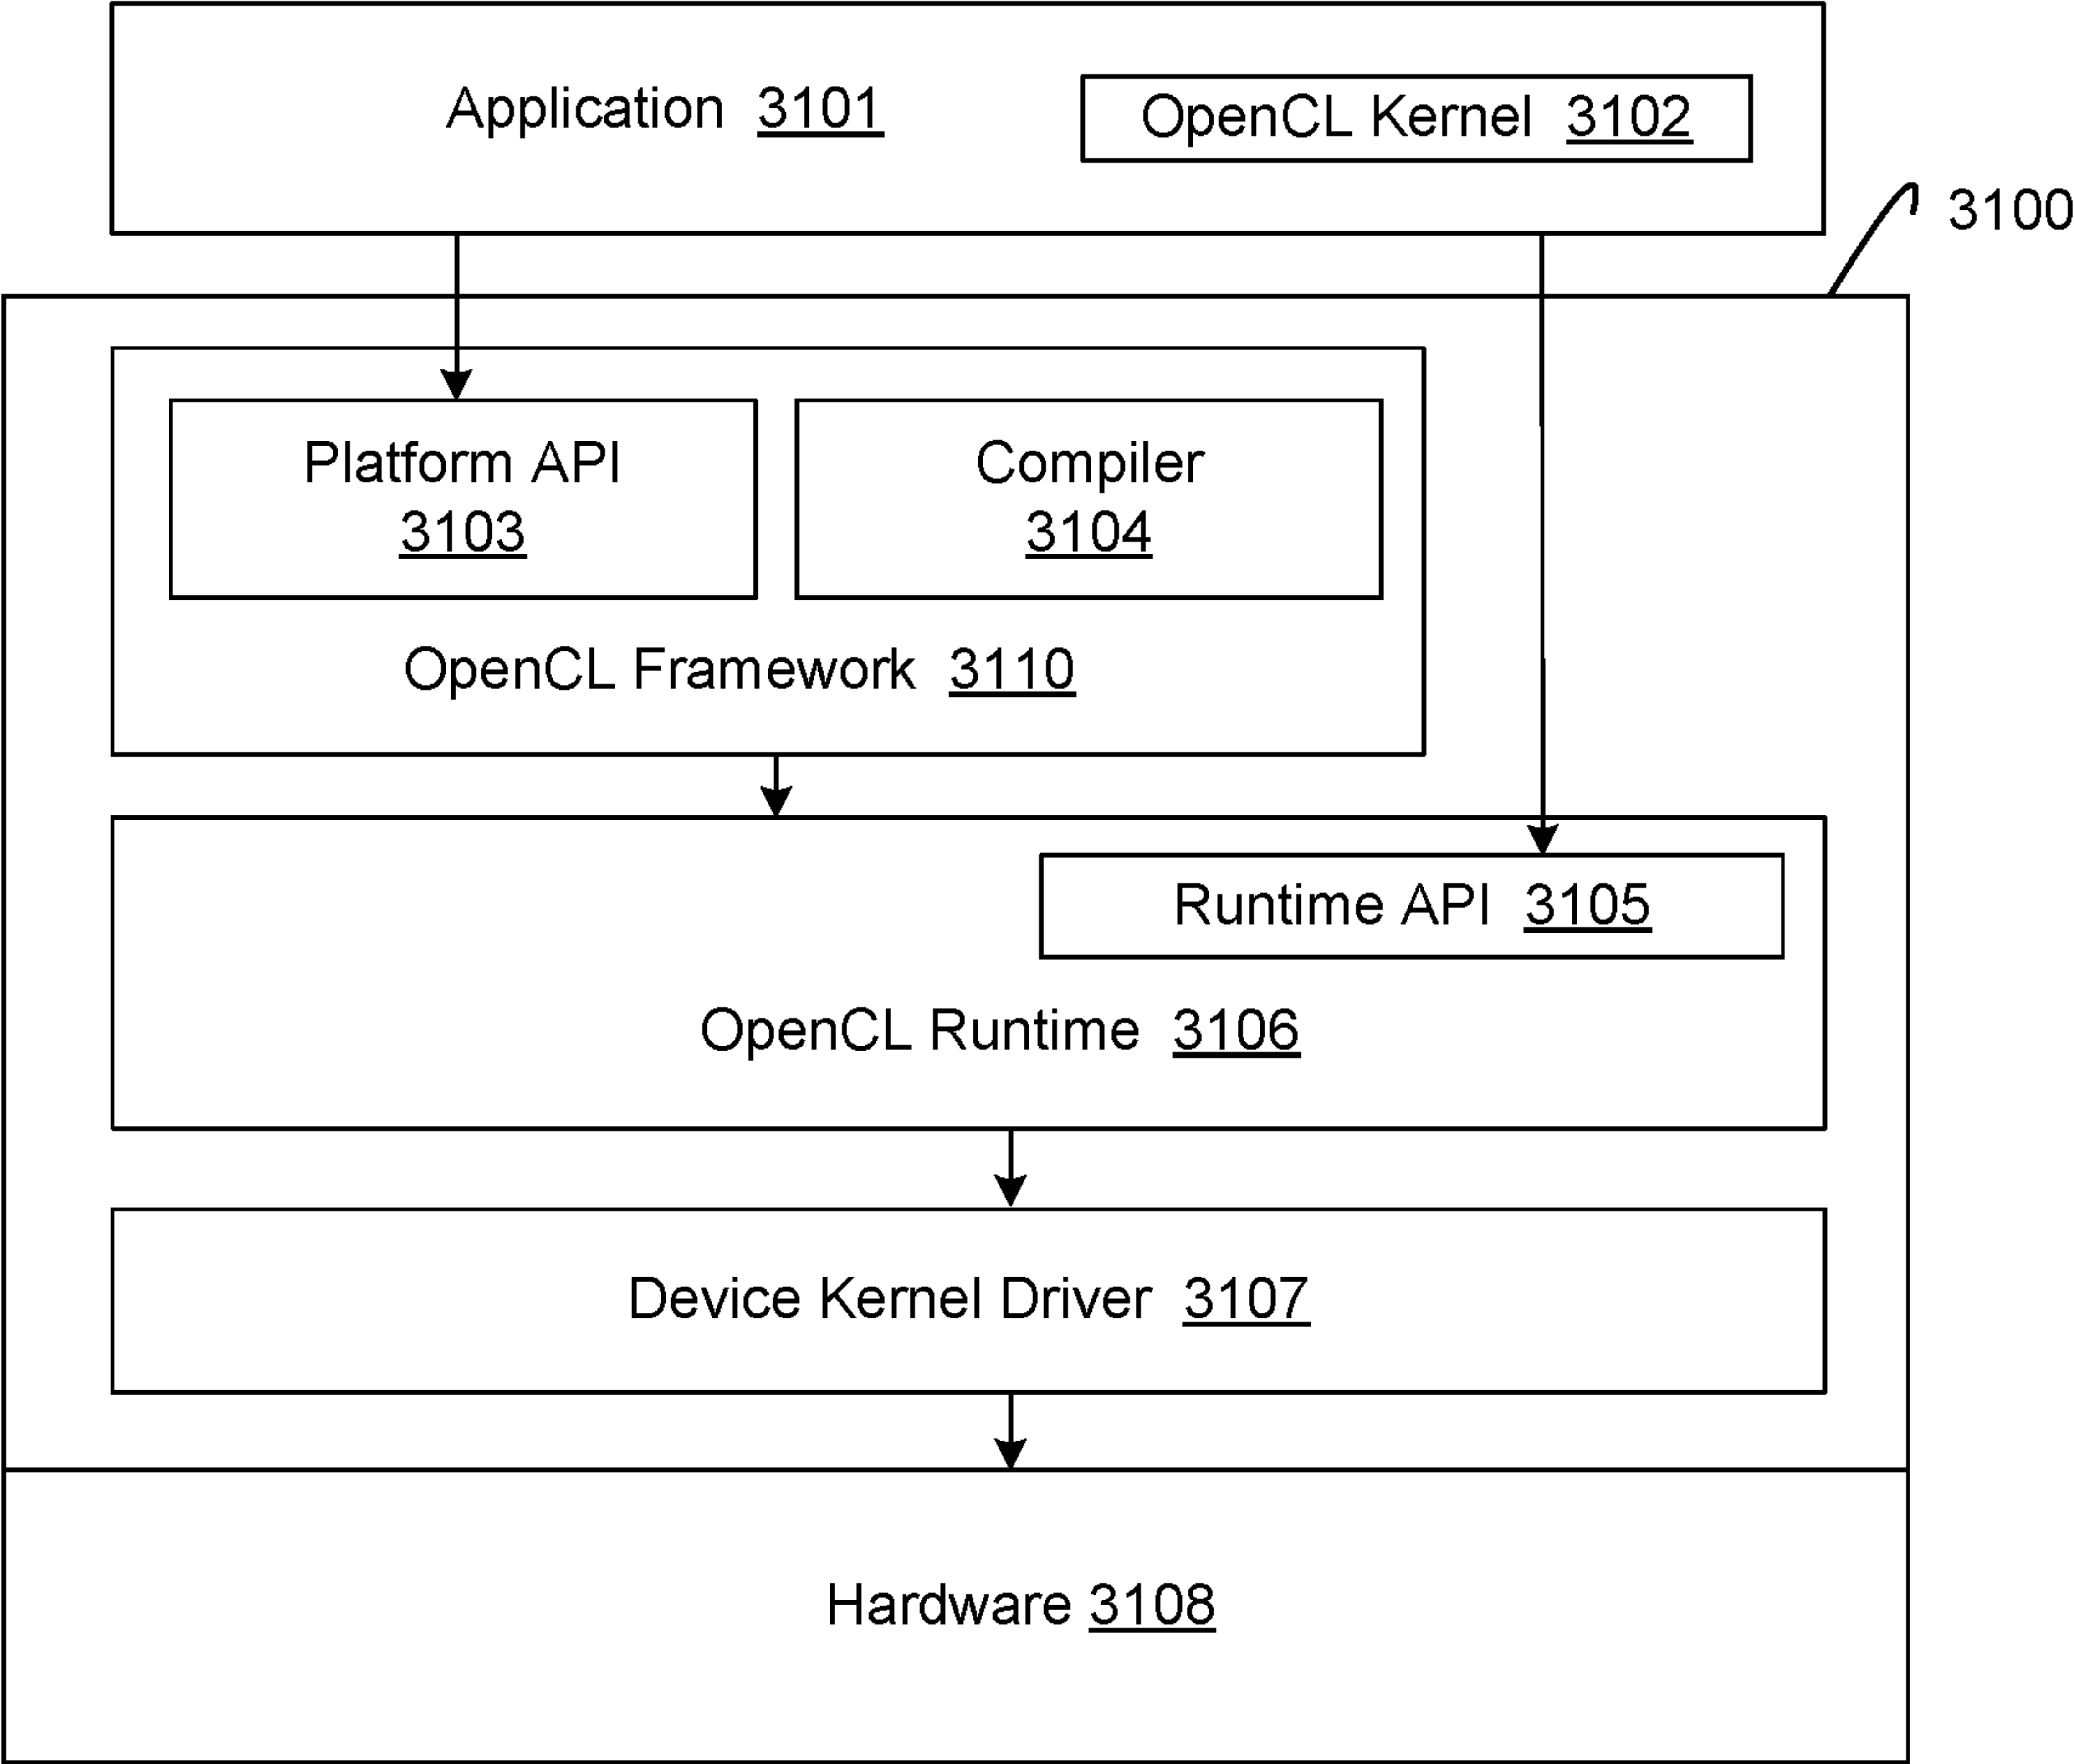 Application 3101
OpenCL Kernel 3102
3100
Platform API
3103
Compiler
3104
OpenCL Framework 3110
Runtime API 3105
OpenCL Runtime 3106
Device Kernel Driver 3107
Hardware 3108